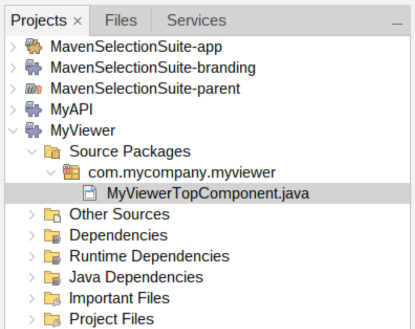 Projects × Files Services
MavenSelectionSuite-app
MavenSelectionSuite-branding
MavenSelectionSuite-parent
MyAPI
MyViewer
Source Packages
com.mycompany.myviewer
MyViewerTopComponent.java
Other Sources
Dependencies
Runtime Dependencies
Java Dependencies
Important Files
Project Files